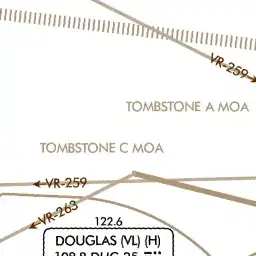 VR-259
TOMBSTONE A MOA
TOMBSTONE C MOA
VR-259
VR-263
122.6
DOUGLAS (VL) (H)